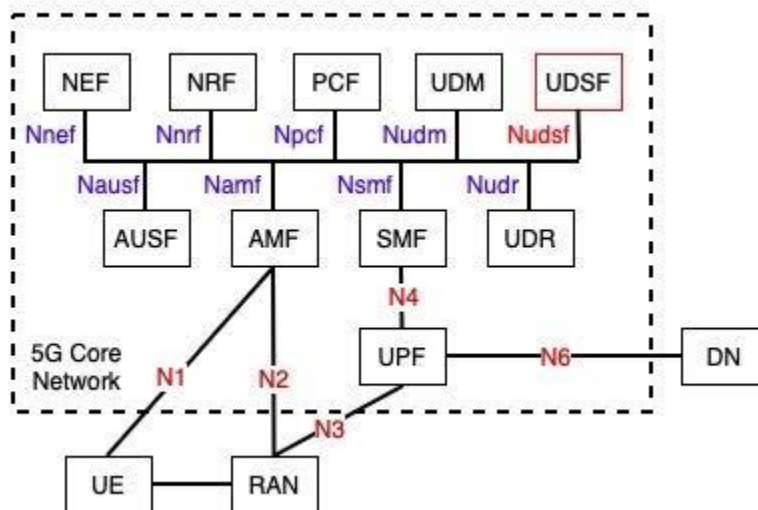 NEF
NRF
PCF
UDM
UDSF
Nnef
Nnrf
Npcf
Nudm
Nudsf
Nausf
Namf
Nsmf
Nudr
AUSF
AMF
SMF
UDR
N4
5G Core
Network
N1
N2
UPF
N6
DN
N3
UE
RAN